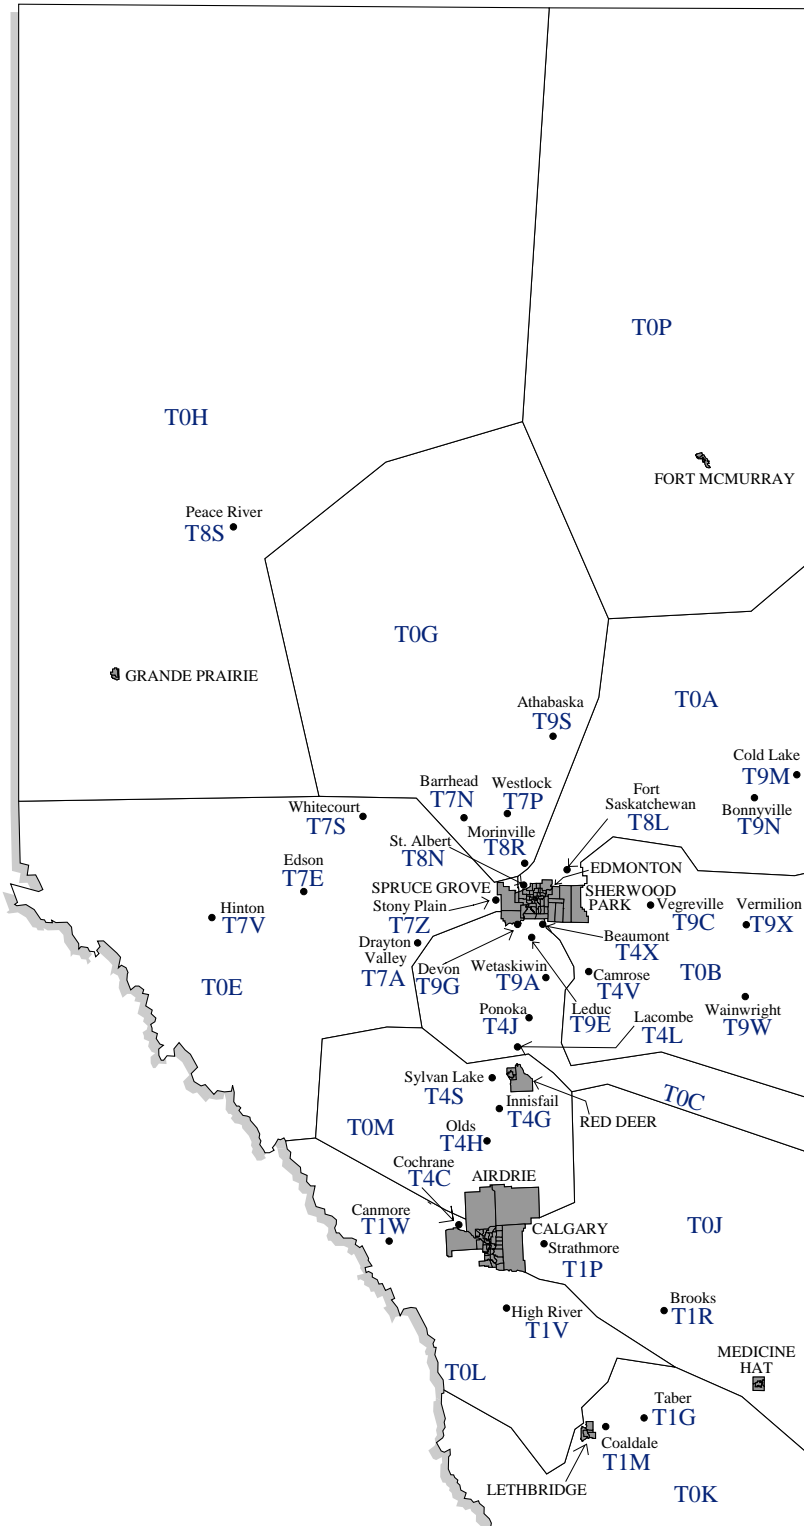 T0P
T0H
FORT MCMURRAY
Peace River
T8S
T0G
GRANDE PRAIRIE
T0A
Athabaska
T9S
Cold Lake
T9M
Barrhead
T7N
Westlock
T7P
Fort
Saskatchewan
T8L
Bonnyville
T9N
Whitecourt
T7S
Morinville
T8R
St. Albert
T8N
Edson
T7E
EDMONTON
SPRUCE GROVE
SHERWOOD
PARK
Stony Plain
T7Z
Vegreville
T9C
Vermilion
T9X
Hinton
T7V
Beaumont
T4X
Drayton
Valley
T7A
Devon
T9G
Wetaskiwin
T9A
Camrose
T4V
T0B
T0E
Leduc
T9E
Wainwright
T9W
Ponoka
T4J
Lacombe
T4L
Sylvan Lake
T4S
T0C
Innisfail
T4G
RED DEER
T0M
Olds
T4H
Cochrane
T4C
AIRDRIE
Canmore
T1W
T0J
CALGARY
Strathmore
T1P
Brooks
T1R
High River
T1V
MEDICINE
HAT
T0L
Taber
T1G
Coaldale
T1M
LETHBRIDGE
T0K